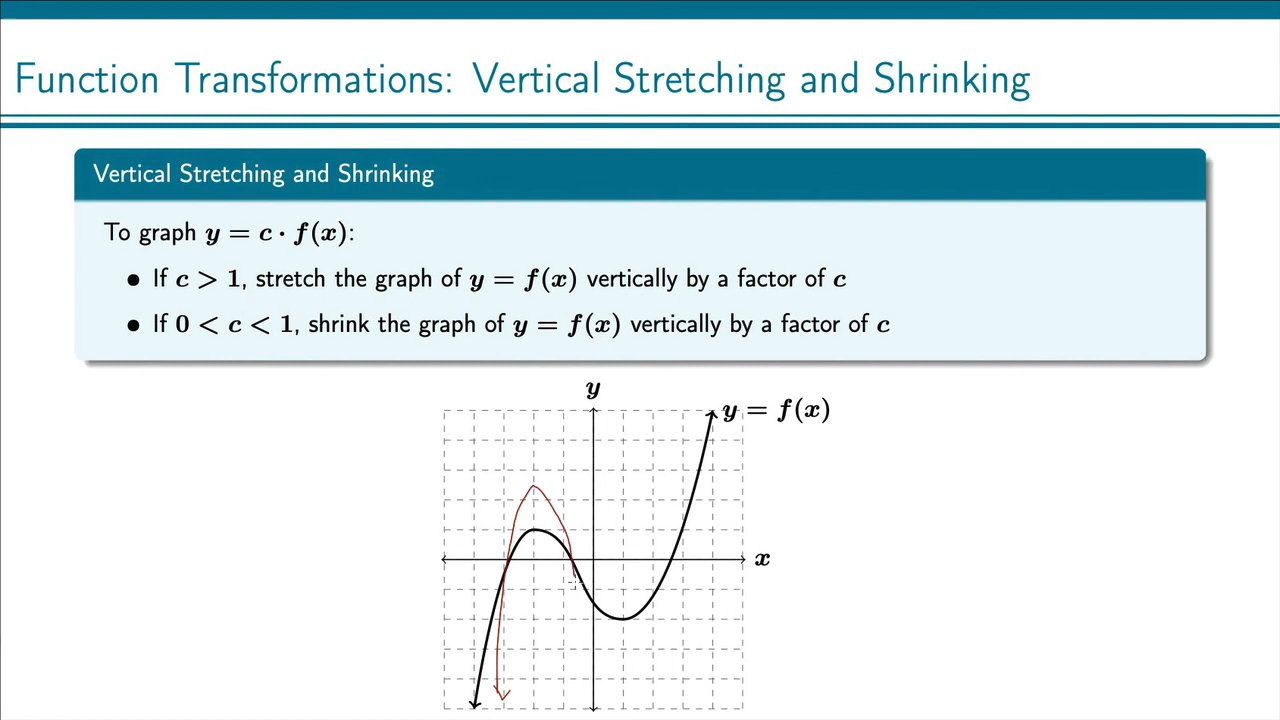 Function Transformations: Vertical Stretching and Shrinking
Vertical Stretching and Shrinking
To graph y = c · f(x):
• If c > 1, stretch the graph of y = f(x) vertically by a factor of c
• If 0 < c < 1, shrink the graph of y = f(x) vertically by a factor of c
y
y = f(x)
x